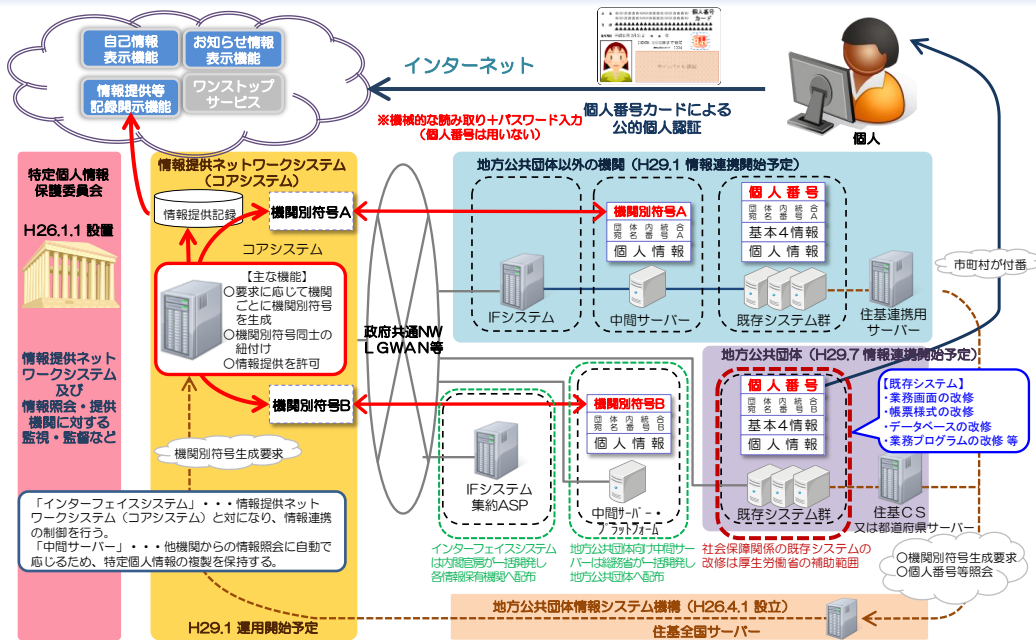 自己情報
表示機能
お知らせ情報
表示機能
情報提供等
記録開示機能
ワンストップ
サービス
インターネット
個人番号
カード
※機械的な読み取り+パスワード入力
(個人番号は用いない)
個人番号カードによる
公的個人認証
個人
特定個人情報
保護委員会
H26.1.1 設置
情報提供ネット
ワークシステム
及び
情報照会・提供
機関に対する
監視・監督など
情報提供ネットワークシステム
(コアシステム)
情報提供記録
機関別符号A
コアシステム
【主な機能】
○要求に応じて機関
ごとに機関別符号
を生成
○機関別符号同士の
紐付け
○情報提供を許可
機関別符号B
機関別符号生成要求
H29.1 運用開始予定
政府共通NW
LGWAN等
地方公共団体以外の機関(H29.1 情報連携開始予定)
IFシステム
機関別符号A
団体内統合
宛名番号A
個人情報
中間サーバー
個人番号
団体内統合
宛名番号A
基本4情報
個人情報
既存システム群
住基連携用
サーバー
市町村が付番
地方公共団体(H29.7 情報連携開始予定)
IFシステム
集約ASP
機関別符号B
団体内統合
宛名番号B
個人情報
中間サーバー・
プラットフォーム
個人番号
団体内統合
宛名番号B
基本4情報
個人情報
既存システム群
【既存システム】
・業務画面の改修
・帳票様式の改修
・データベースの改修
・業務プログラムの改修 等
住基CS
又は都道府県サーバー
「インターフェイスシステム」・・・情報提供ネット
ワークシステム(コアシステム)と対になり、情報連携
の制御を行う。
「中間サーバー」・・・他機関からの情報照会に自動で
応じるため、特定個人情報の複製を保持する。
インターフェイスシステム
は内閣官房が一括開発し
各情報保有機関へ配布
地方公共団体向け中間サー
バーは総務省が一括開発し
地方公共団体へ配布
社会保障関係の既存システムの
改修は厚生労働省の補助範囲
○機関別符号生成要求
○個人番号等照会
地方公共団体情報システム機構(H26.4.1 設立)
住基全国サーバー